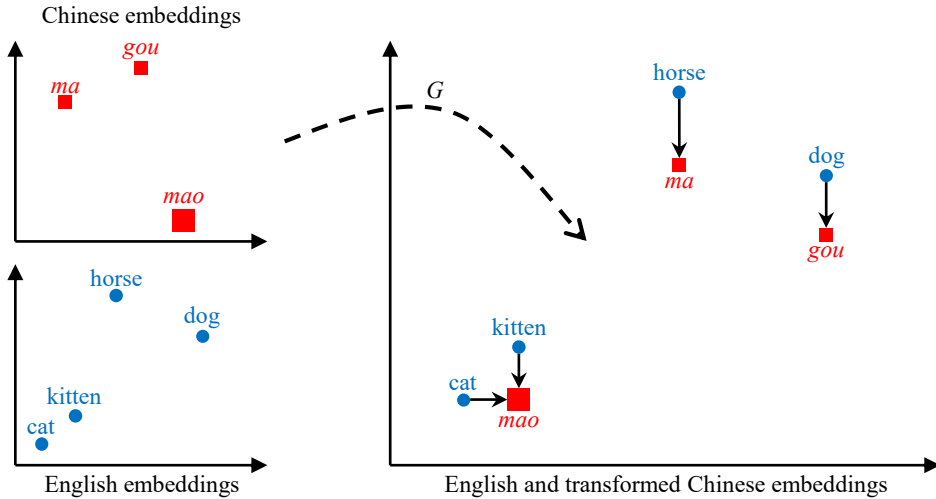 Chinese embeddings
gou
ma
mao
horse
dog
kitten
cat
English embeddings
G
horse
dog
ma
gou
kitten
cat
mao
English and transformed Chinese embeddings